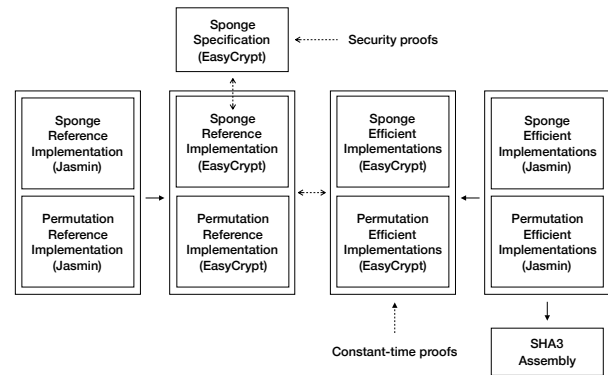 Sponge
Specification
(EasyCrypt)
Security proofs
Sponge
Reference
Implementation
(Jasmin)
Permutation
Reference
Implementation
(Jasmin)
Sponge
Reference
Implementation
(EasyCrypt)
Permutation
Reference
Implementation
(EasyCrypt)
Sponge
Efficient
Implementations
(EasyCrypt)
Permutation
Efficient
Implementations
(EasyCrypt)
Sponge
Efficient
Implementations
(Jasmin)
Permutation
Efficient
Implementations
(Jasmin)
Constant-time proofs
SHA3
Assembly